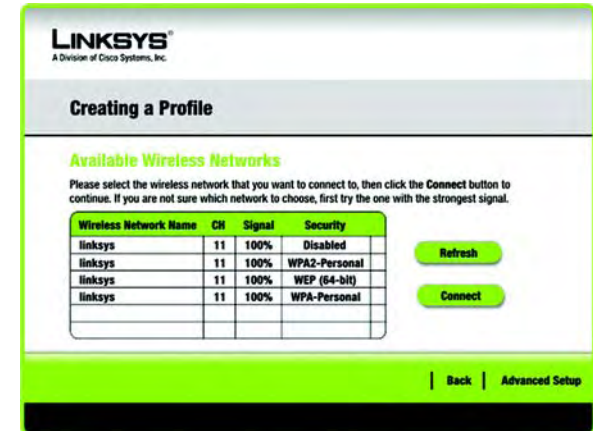 LINKSYS®
A Division of Cisco Systems, Inc.
Creating a Profile
Available Wireless Networks
Please select the wireless network that you want to connect to, then click the Connect button to
continue. If you are not sure which network to choose, first try the one with the strongest signal.
Wireless Network Name CH Signal Security
linksys 11 100% Disabled
linksys 11 100% WPA2-Personal
linksys 11 100% WEP (64-bit)
linksys 11 100% WPA-Personal
Refresh
Connect
Back Advanced Setup